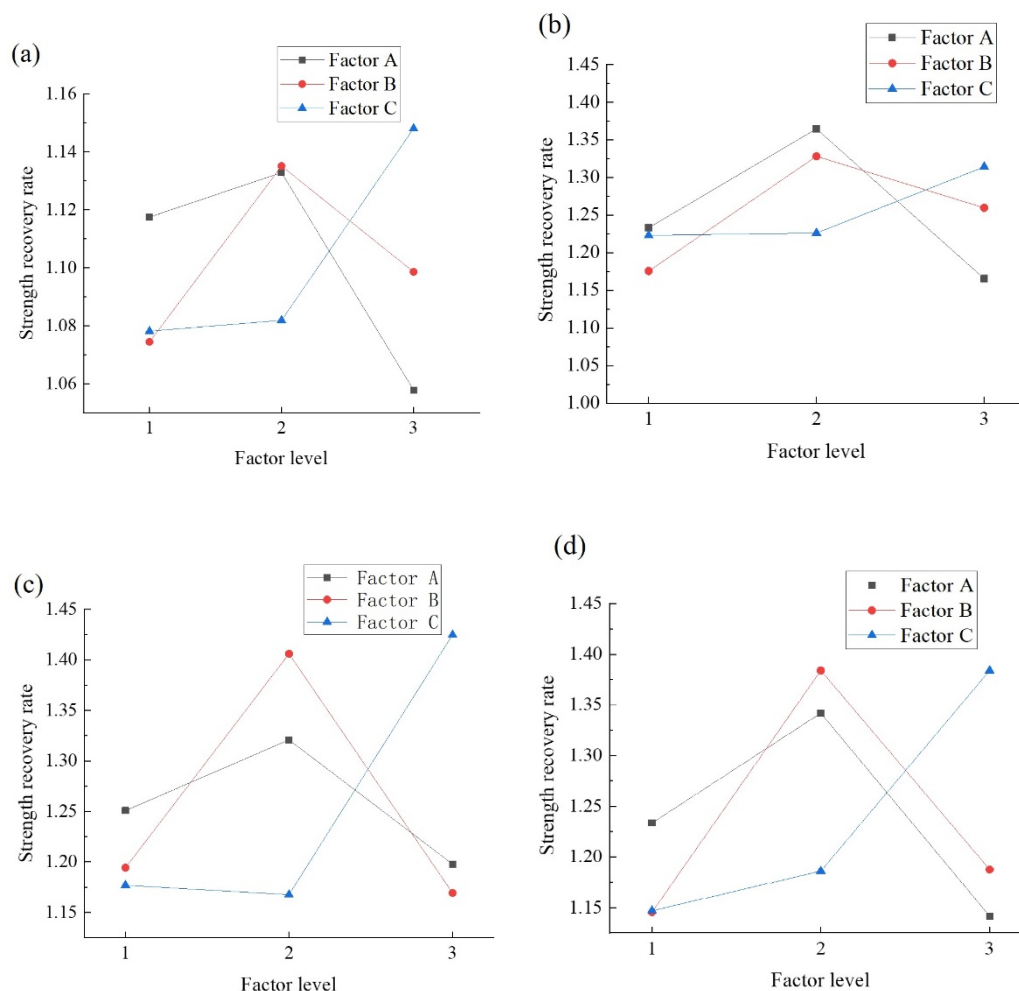 (a)
Factor A
Factor B
Factor C
1.16
1.14
1.12
1.10
1.08
1.06
Strength recovery rate
1
2
3
Factor level
(b)
Factor A
Factor B
Factor C
1.45
1.40
1.35
1.30
1.25
1.20
1.15
1.10
1.05
1.00
Strength recovery rate
1
2
3
Factor level
(c)
Factor A
Factor B
Factor C
1.45
1.40
1.35
1.30
1.25
1.20
1.15
Strength recovery rate
1
2
3
Factor level
(d)
Factor A
Factor B
Factor C
1.45
1.40
1.35
1.30
1.25
1.20
1.15
Strength recovery rate
1
2
3
Factor level